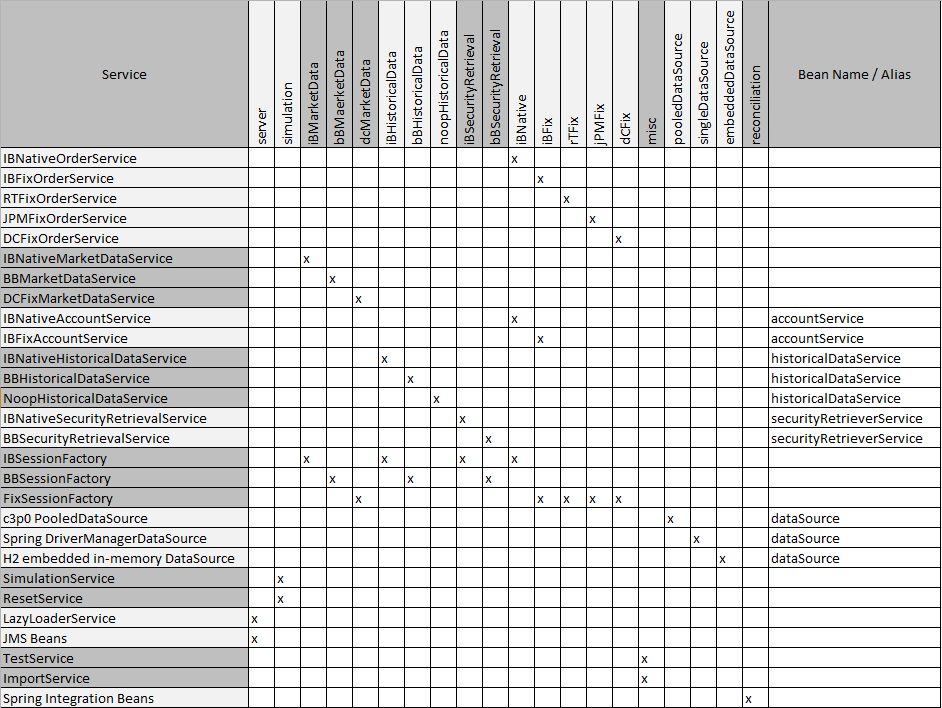 Service server simulation iBMarketData bBMaerketData dcMarketData iBHistoricalData bBHistoricalData noopHistoricalData iBSecurityRetrieval bBSecurityRetrieval iBNative iBFix rTFix jPMFix dCFix misc pooledDataSource singleDataSource embeddedDataSource reconciliation Bean Name / Alias
IBNativeOrderService x
IBFixOrderService x
RTFixOrderService x
JPMFixOrderService x
DCFixOrderService x
IBNativeMarketDataService x
BBMarketDataService x
DCFixMarketDataService x
IBNativeAccountService x accountService
IBFixAccountService x accountService
IBNativeHistoricalDataService x historicalDataService
BBHistoricalDataService x historicalDataService
NoopHistoricalDataService x historicalDataService
IBNativeSecurityRetrievalService x securityRetrieverService
BBSecurityRetrievalService x securityRetrieverService
IBSessionFactory x x x x
BBSessionFactory x x x
FixSessionFactory x x x x x
c3p0 PooledDataSource x dataSource
Spring DriverManagerDataSource x dataSource
H2 embedded in-memory DataSource x dataSource
SimulationService x
ResetService x
LazyLoaderService x
JMS Beans x
TestService x
ImportService x
Spring Integration Beans x